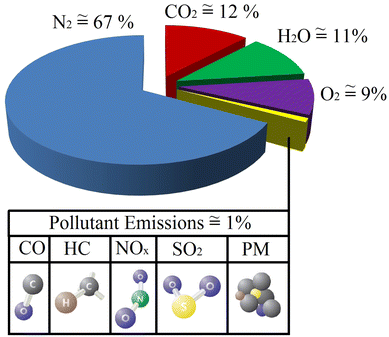 N₂ ≅ 67 %
CO₂ ≅ 12 %
H₂O ≅ 11%
O₂ ≅ 9%
Pollutant Emissions ≅ 1%
CO HC NOₓ SO₂ PM
C O H C O N O O O S